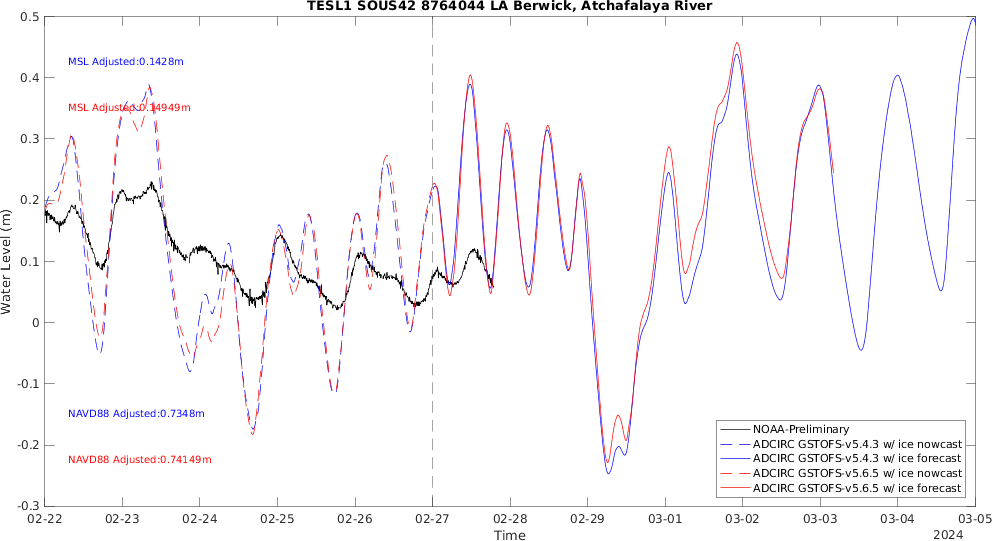 TESL1 SOUS42 8764044 LA Berwick, Atchafalaya River
Water Level (m)
0.5
0.4
0.3
0.2
0.1
0
-0.1
-0.2
-0.3
MSL Adjusted:0.1428m
MSL Adjusted:0.14949m
NAVD88 Adjusted:0.7348m
NAVD88 Adjusted:0.74149m
NOAA-Preliminary
ADCIRC GSTOFS-v5.4.3 w/ ice nowcast
ADCIRC GSTOFS-v5.4.3 w/ ice forecast
ADCIRC GSTOFS-v5.6.5 w/ ice nowcast
ADCIRC GSTOFS-v5.6.5 w/ ice forecast
02-22 02-23 02-24 02-25 02-26 02-27 02-28 02-29 03-01 03-02 03-03 03-04 03-05
Time
2024